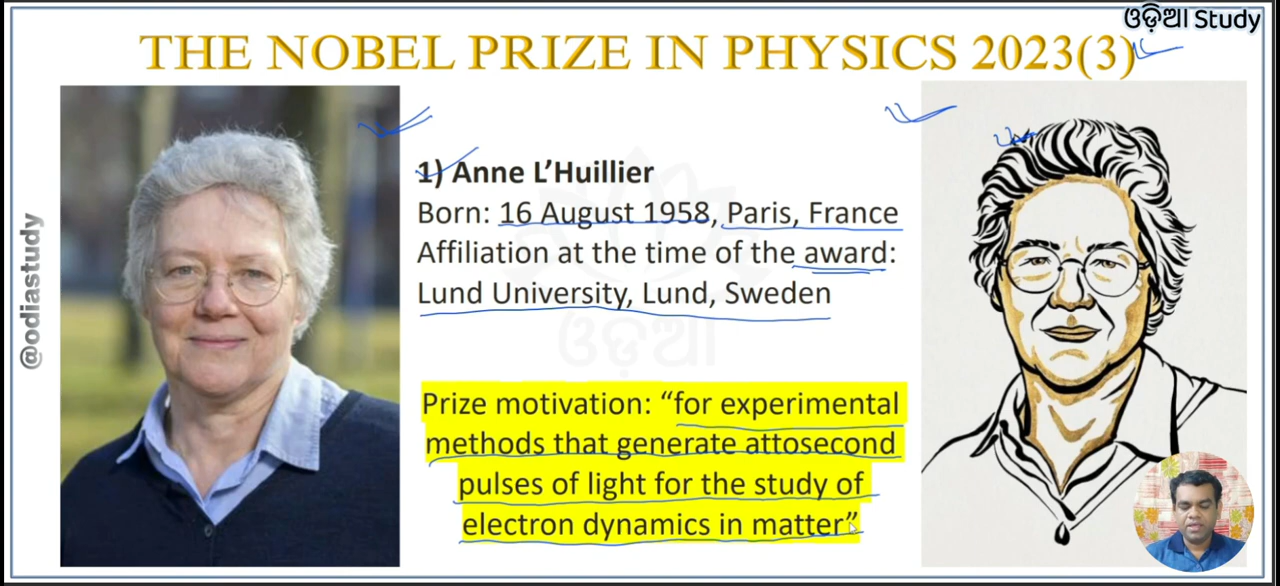 ଓଡ଼ିଆ Study
THE NOBEL PRIZE IN PHYSICS 2023(3)
@odiastudy
1) Anne L’Huillier
Born: 16 August 1958, Paris, France
Affiliation at the time of the award:
Lund University, Lund, Sweden
ଓଡ଼ିଆ
Prize motivation: “for experimental
methods that generate attosecond
pulses of light for the study of
electron dynamics in matter”